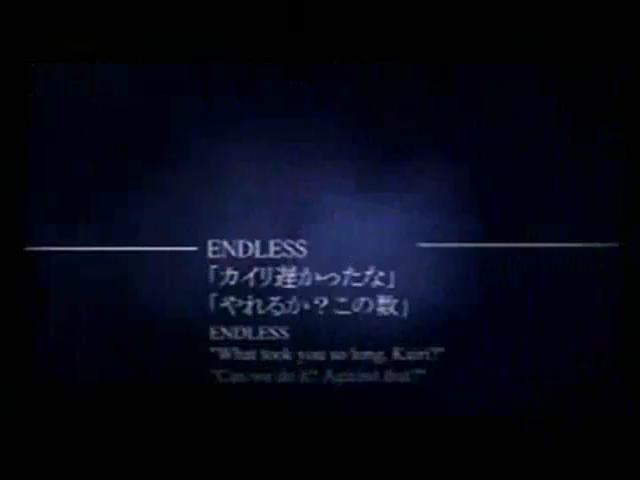 ENDLESS
「カイリ遅かったな」
「やれるか？この数」
ENDLESS
"What took you so long, Kairi?"
"Can we do it? Against that?"